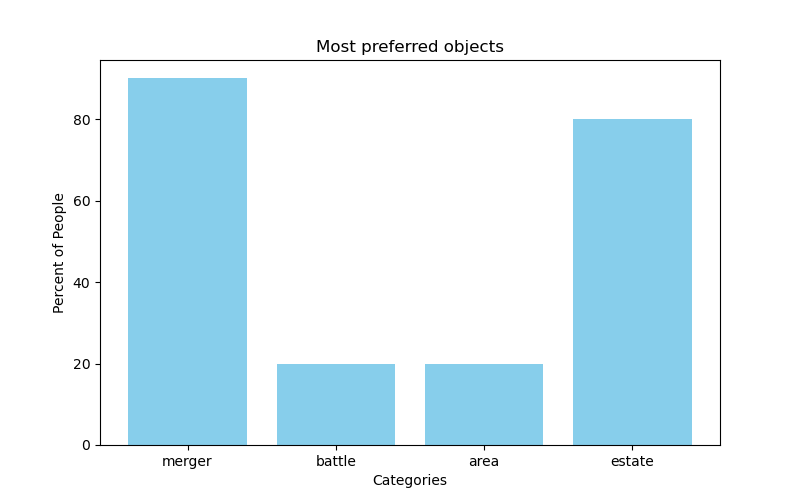 Most preferred objects
80
60
40
20
0
Percent of People
merger battle area estate
Categories